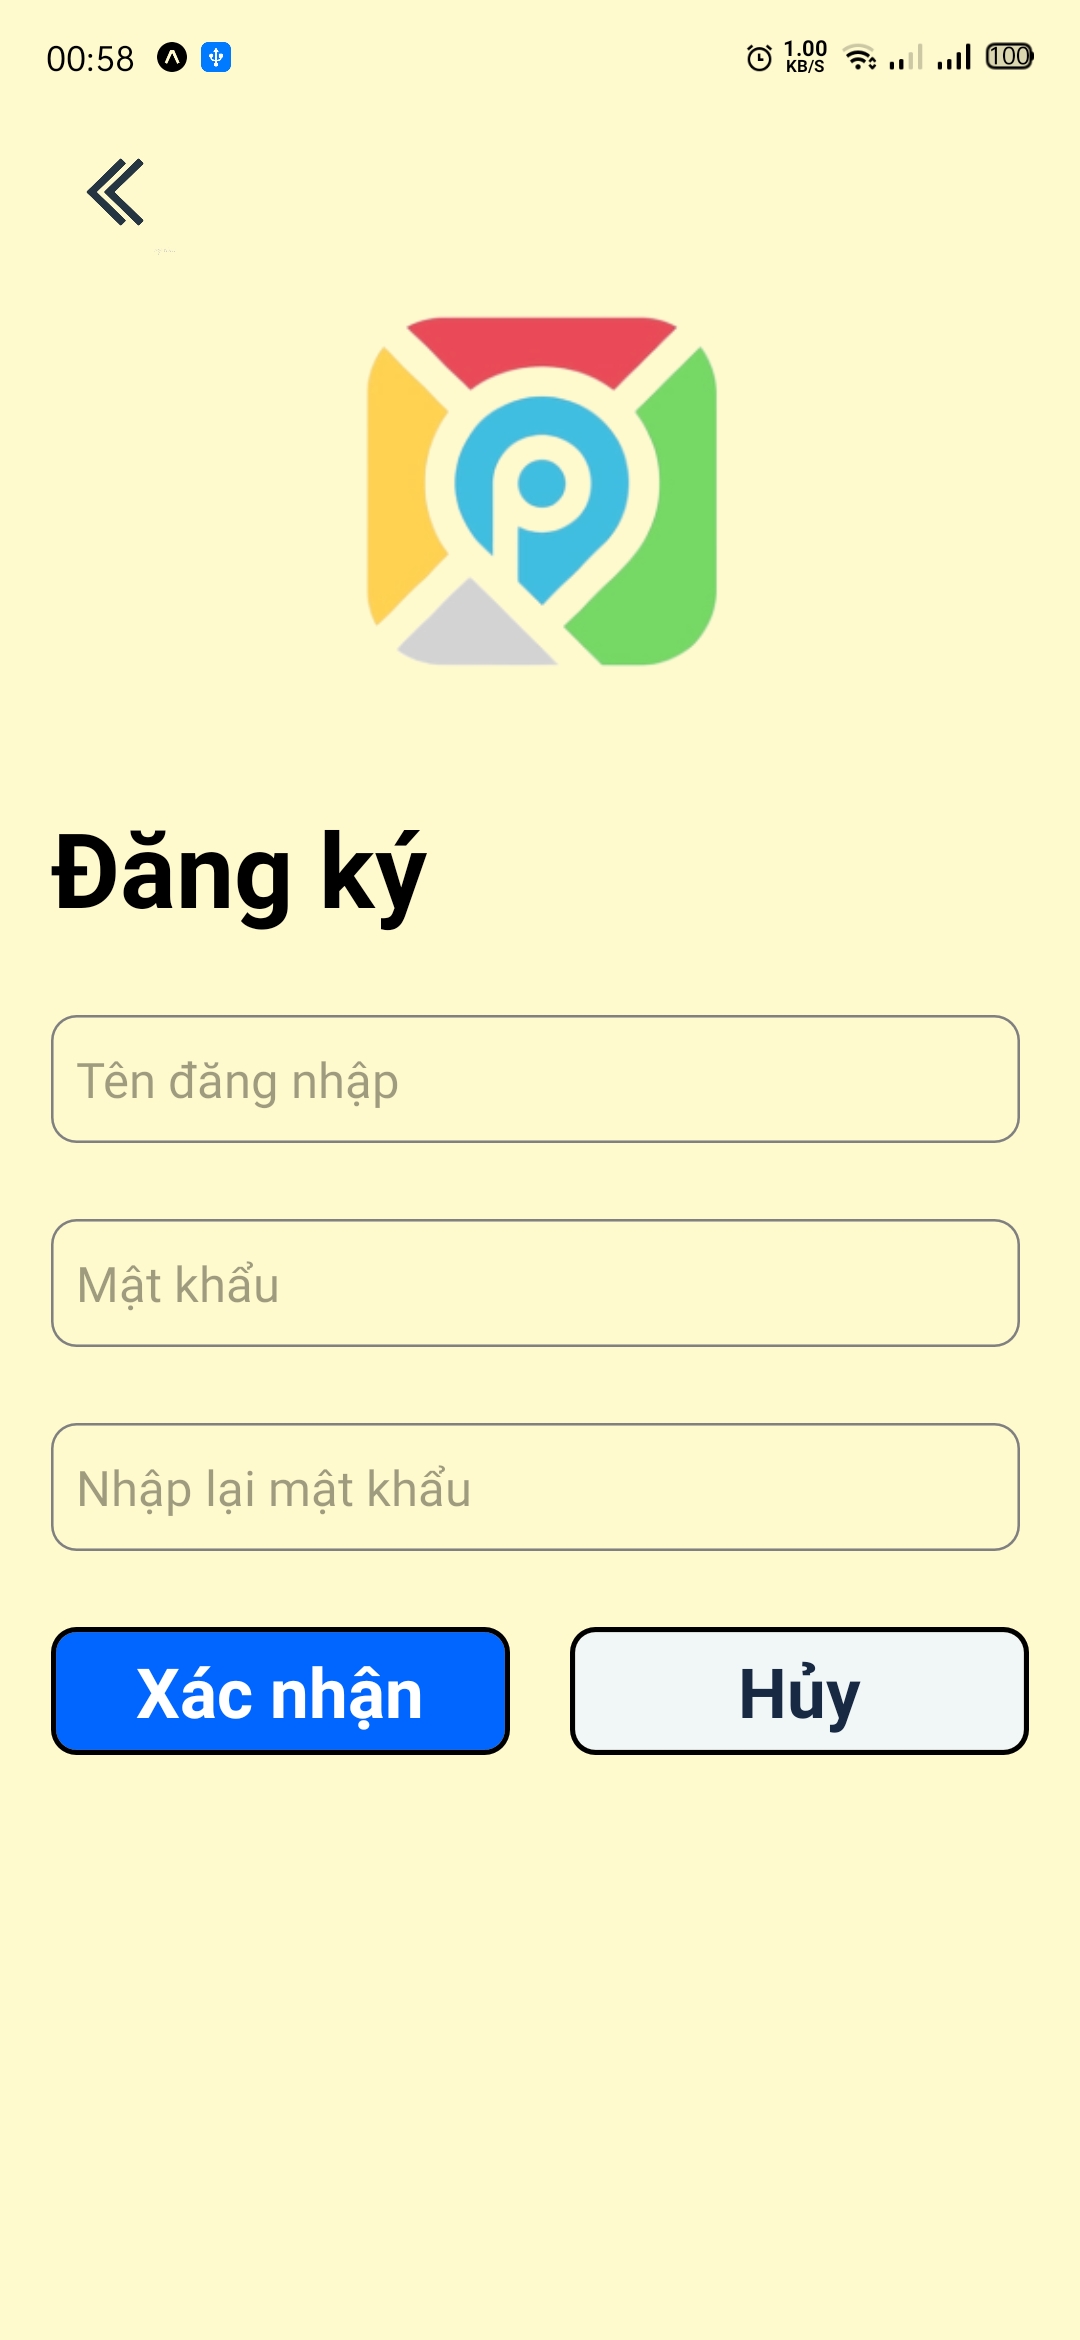 00:58 1.00 KB/S 100
Đăng ký
Tên đăng nhập
Mật khẩu
Nhập lại mật khẩu
Xác nhận Hủy